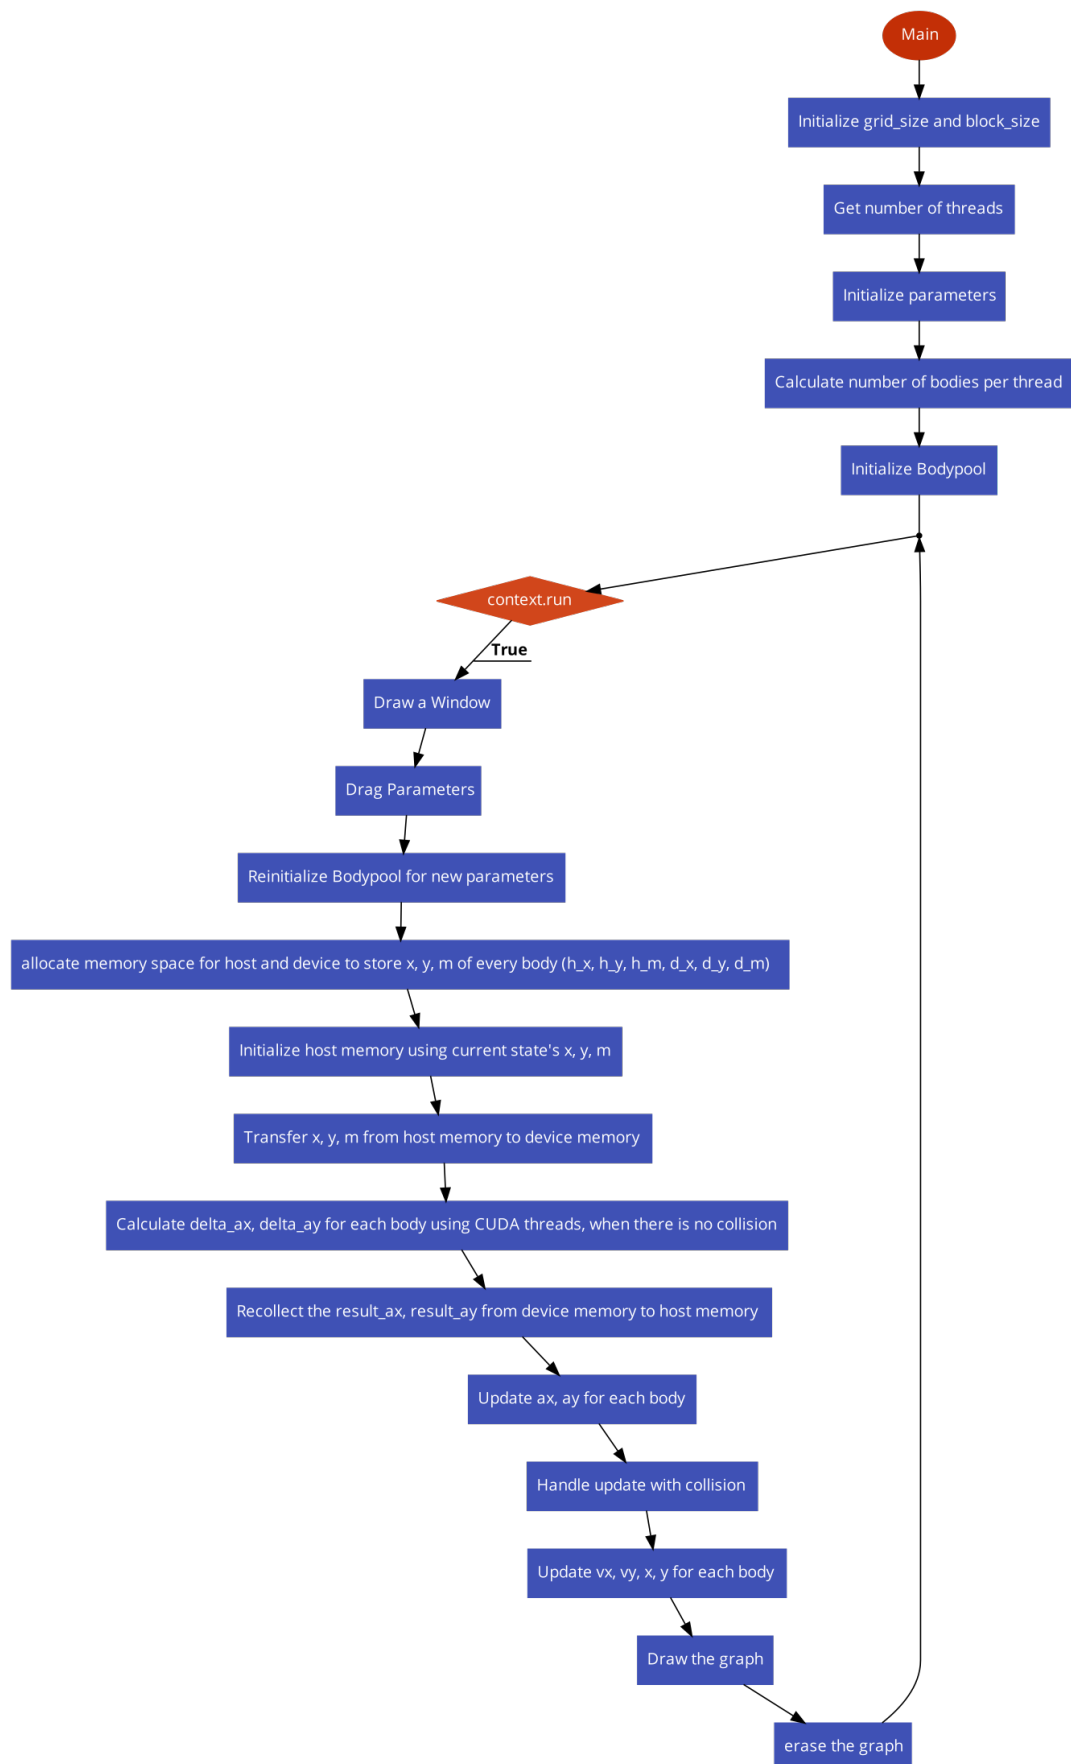 Main
Initialize grid_size and block_size
Get number of threads
Initialize parameters
Calculate number of bodies per thread
Initialize Bodypool
context.run
True
Draw a Window
Drag Parameters
Reinitialize Bodypool for new parameters
allocate memory space for host and device to store x, y, m of every body (h_x, h_y, h_m, d_x, d_y, d_m)
Initialize host memory using current state's x, y, m
Transfer x, y, m from host memory to device memory
Calculate delta_ax, delta_ay for each body using CUDA threads, when there is no collision
Recollect the result_ax, result_ay from device memory to host memory
Update ax, ay for each body
Handle update with collision
Update vx, vy, x, y for each body
Draw the graph
erase the graph